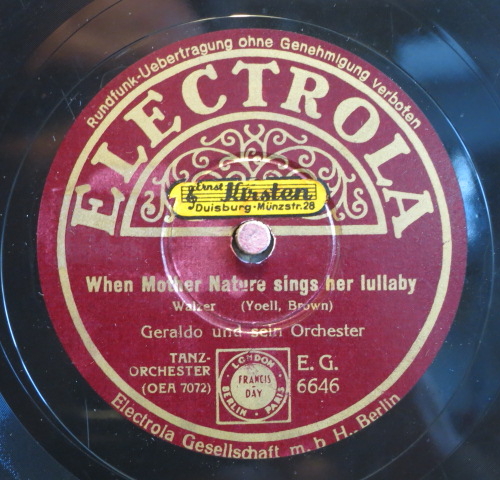 Rundfunk-Uebertragung ohne Genehmigung verboten
ELECTROLA
Ernst
Kirsten
Duisburg-Münzstr. 28
When Mother Nature sings her lullaby
Walzer (Yoell, Brown)
Geraldo und sein Orchester
TANZ-
ORCHESTER
(OEA 7072)
LONDON
FRANCIS
DAY
BERLIN · PARIS
E. G.
6646
Electrola Gesellschaft m. b. H., Berlin